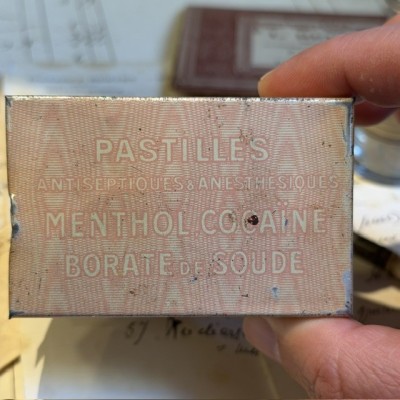 PASTILLES
ANTISEPTIQUES & ANESTHÉSIQUES
MENTHOL COCAÏNE
BORATE DE SOUDE